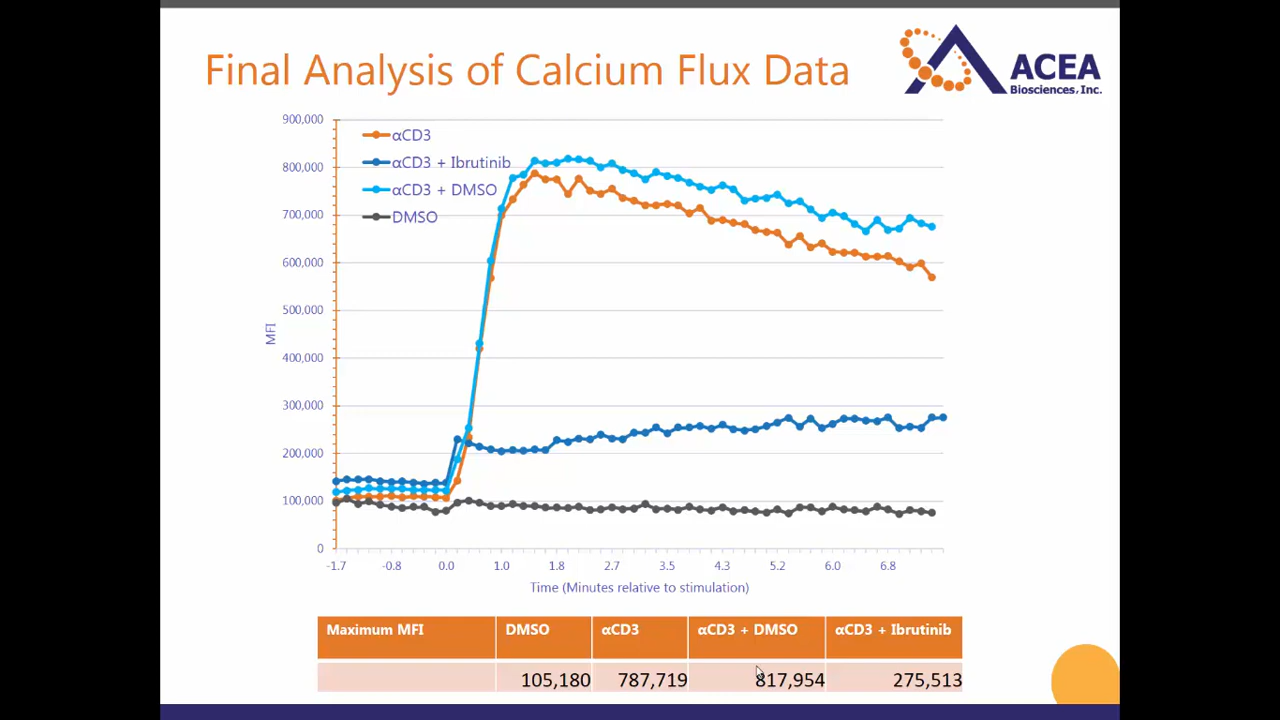 Final Analysis of Calcium Flux Data
ACEA
Biosciences, Inc.
900,000
800,000
700,000
600,000
500,000
400,000
300,000
200,000
100,000
0
MFI
αCD3
αCD3 + Ibrutinib
αCD3 + DMSO
DMSO
-1.7 -0.8 0.0 1.0 1.8 2.7 3.5 4.3 5.2 6.0 6.8
Time (Minutes relative to stimulation)
Maximum MFI DMSO αCD3 αCD3 + DMSO αCD3 + Ibrutinib
105,180 787,719 817,954 275,513